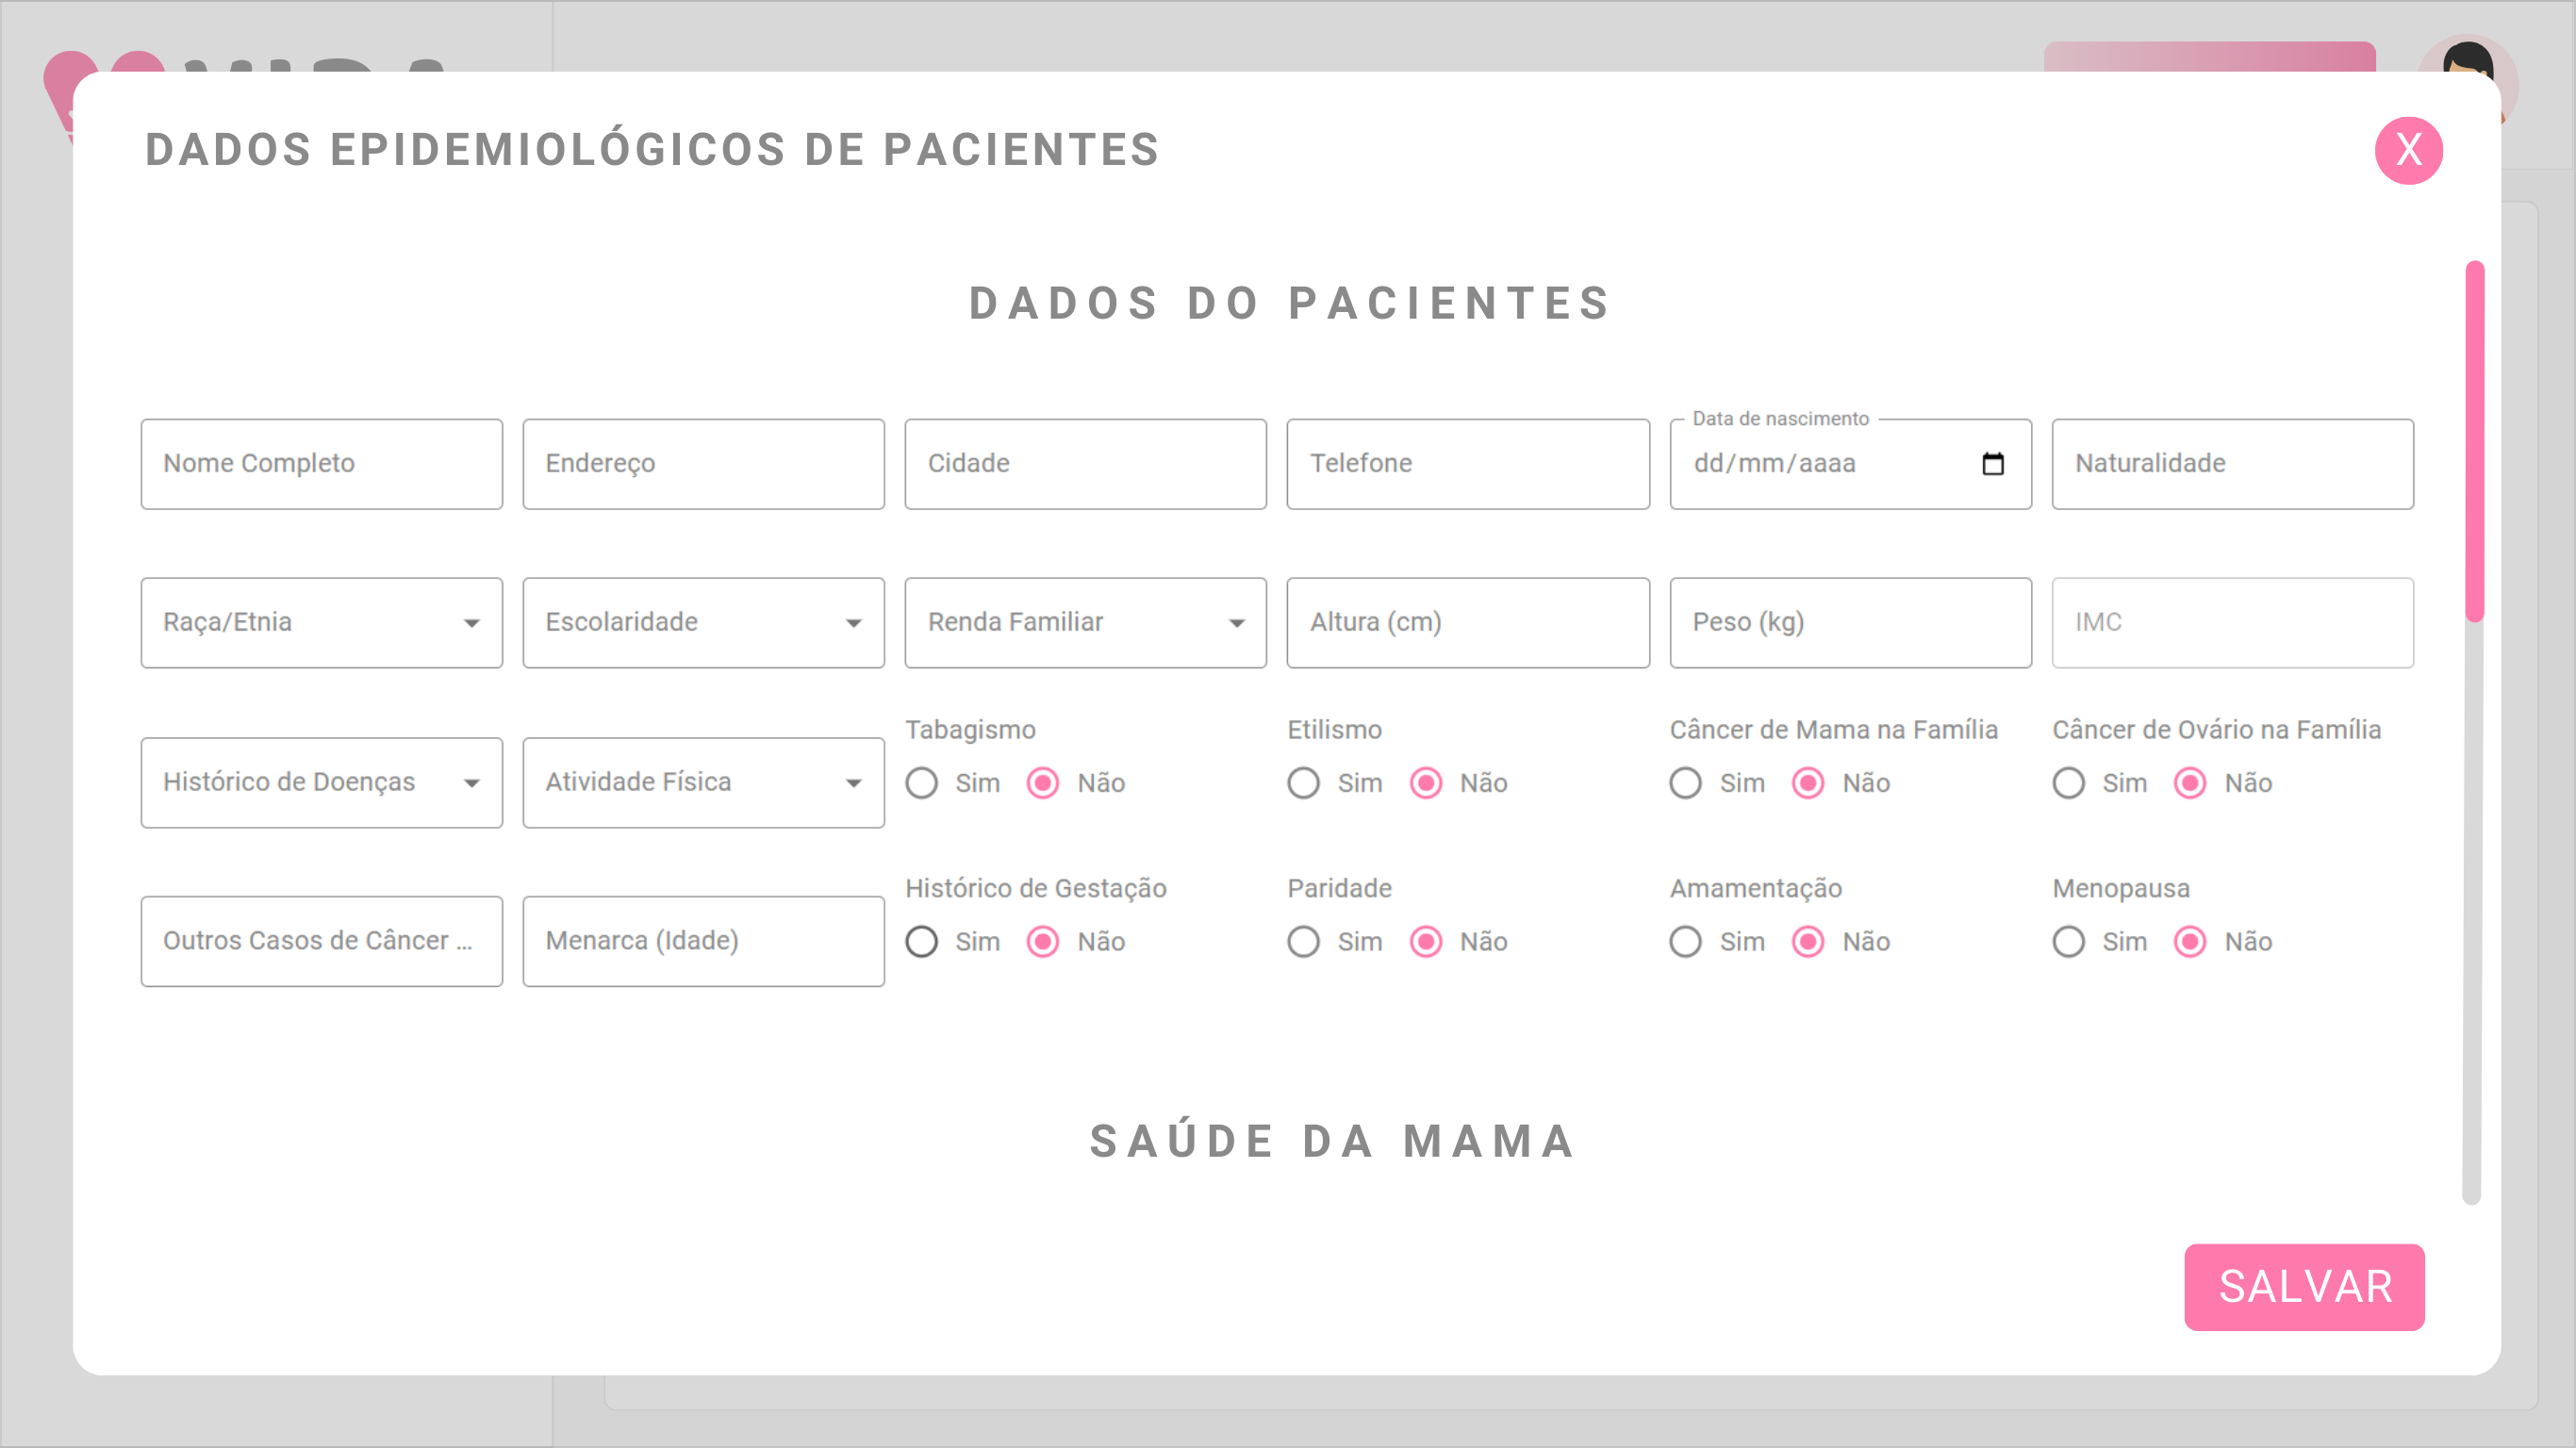 DADOS EPIDEMIOLÓGICOS DE PACIENTES
X
DADOS DO PACIENTES
Data de nascimento
Nome Completo Endereço Cidade Telefone dd/mm/aaaa Naturalidade
Raça/Etnia Escolaridade Renda Familiar Altura (cm) Peso (kg) IMC
Tabagismo Etilismo Câncer de Mama na Família Câncer de Ovário na Família
Histórico de Doenças Atividade Física Sim Não Sim Não Sim Não Sim Não
Histórico de Gestação Paridade Amamentação Menopausa
Outros Casos de Câncer ... Menarca (Idade) Sim Não Sim Não Sim Não Sim Não
SAÚDE DA MAMA
SALVAR